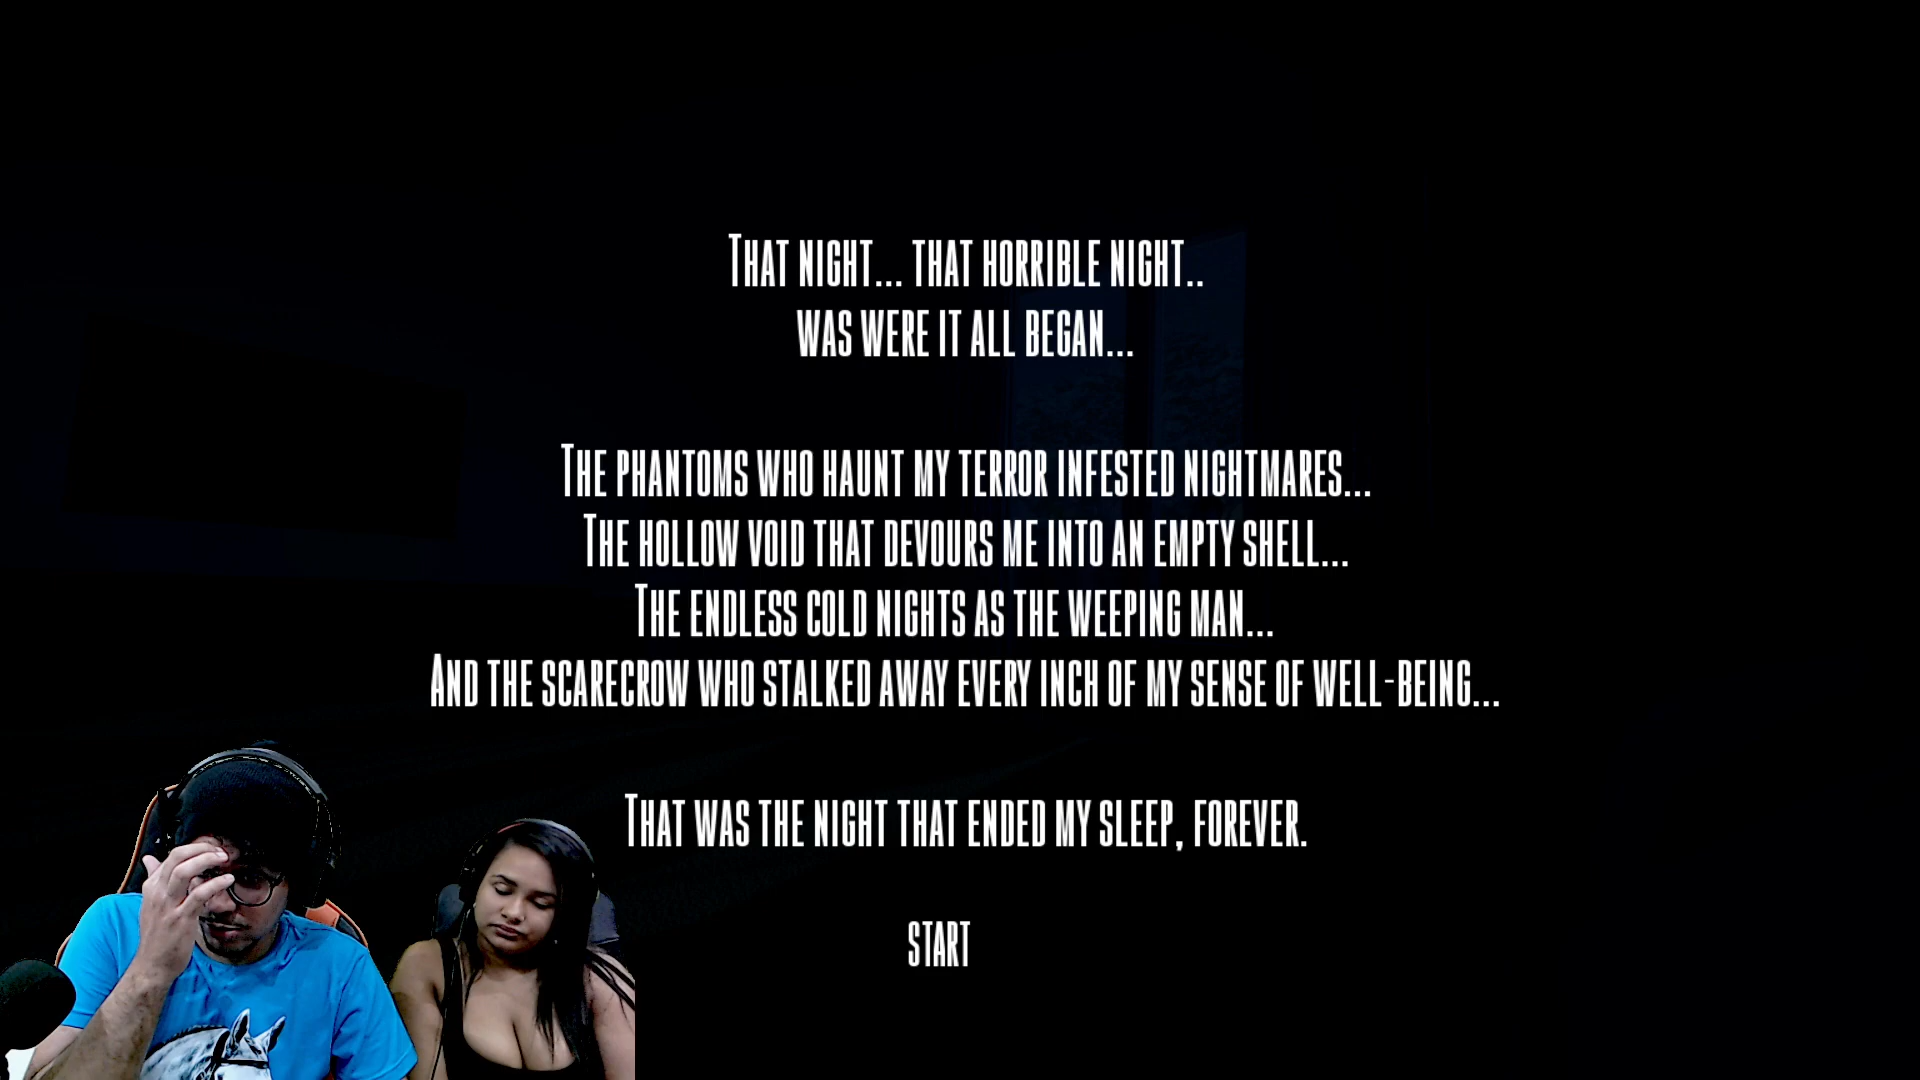 That night... that horrible night..
was were it all began...
The phantoms who haunt my terror infested nightmares...
The hollow void that devours me into an empty shell...
The endless cold nights as the weeping man...
And the scarecrow who stalked away every inch of my sense of well-being...
That was the night that ended my sleep, forever.
START